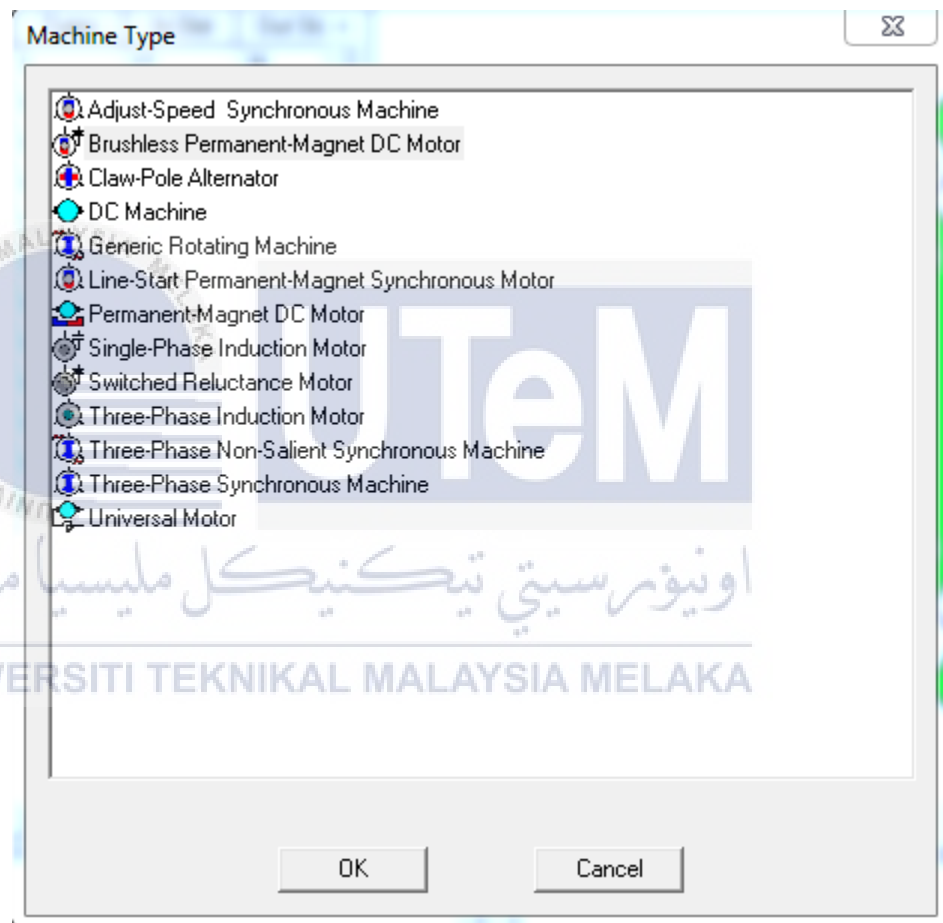 Machine Type
Adjust-Speed Synchronous Machine
Brushless Permanent-Magnet DC Motor
Claw-Pole Alternator
DC Machine
Generic Rotating Machine
Line-Start Permanent-Magnet Synchronous Motor
Permanent-Magnet DC Motor
Single-Phase Induction Motor
Switched Reluctance Motor
Three-Phase Induction Motor
Three-Phase Non-Salient Synchronous Machine
Three-Phase Synchronous Machine
Universal Motor
UTeM
اونيۏرسيتي تيكنيكل مليسيا
VERSITI TEKNIKAL MALAYSIA MELAKA
OK Cancel